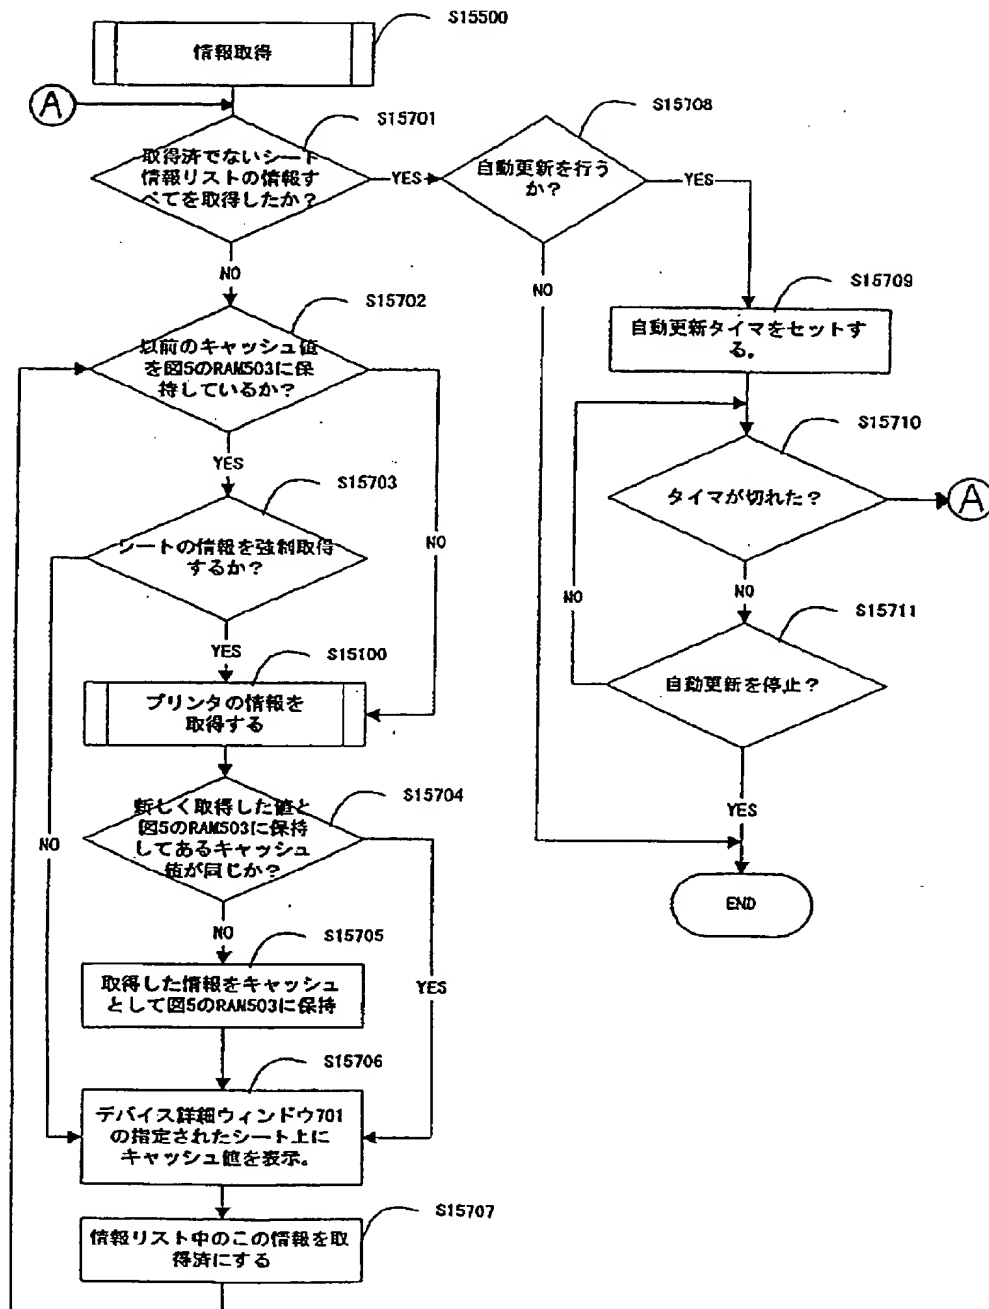 S15500
情報取得
A
S15701
取得済でないシート
情報リストの情報す
べてを取得したか？
YES
NO
S15708
自動更新を行う
か？
YES
NO
S15702
以前のキャッシュ値
を図5のRAM503に保
持しているか？
YES
NO
S15709
自動更新タイマをセットす
る。
S15710
タイマが切れた？
A
NO
S15703
シートの情報を強制取得
するか？
YES
NO
S15711
自動更新を停止？
NO
YES
END
S15100
プリンタの情報を
取得する
S15704
新しく取得した値と
図5のRAM503に保持
してあるキャッシュ
値が同じか？
NO
YES
S15705
取得した情報をキャッシュ
として図5のRAM503に保持
S15706
デバイス詳細ウィンドウ701
の指定されたシート上に
キャッシュ値を表示。
S15707
情報リスト中のこの情報を取
得済にする